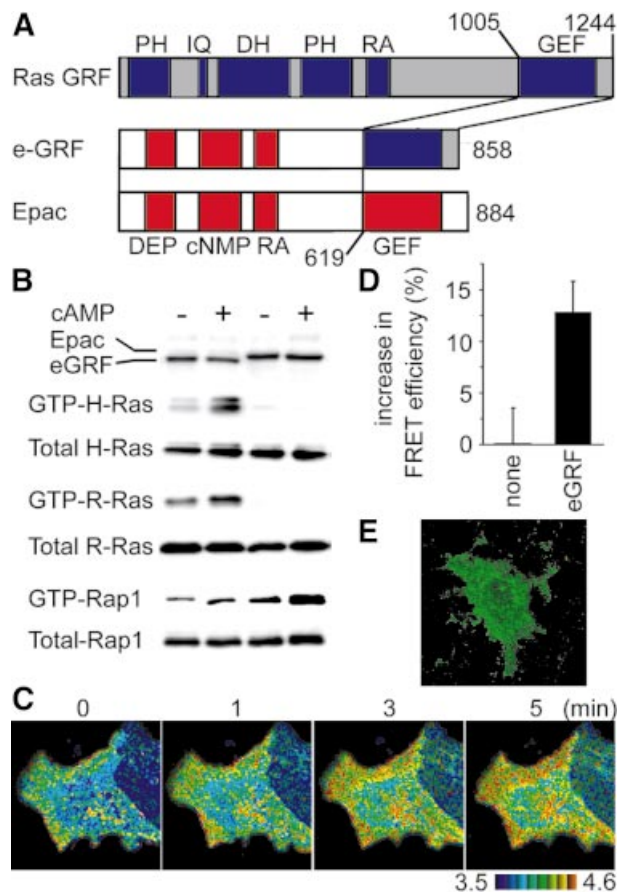 A
1005 1244
PH IQ DH PH RA GEF
Ras GRF
e-GRF 858
Epac 884
DEP cNMP RA 619 GEF
B
cAMP - + - +
Epac
eGRF
GTP-H-Ras
Total H-Ras
GTP-R-Ras
Total R-Ras
GTP-Rap1
Total-Rap1
D
increase in
FRET efficiency (%)
15
10
5
0
none
eGRF
E
C
0 1 3 5 (min)
3.5 4.6